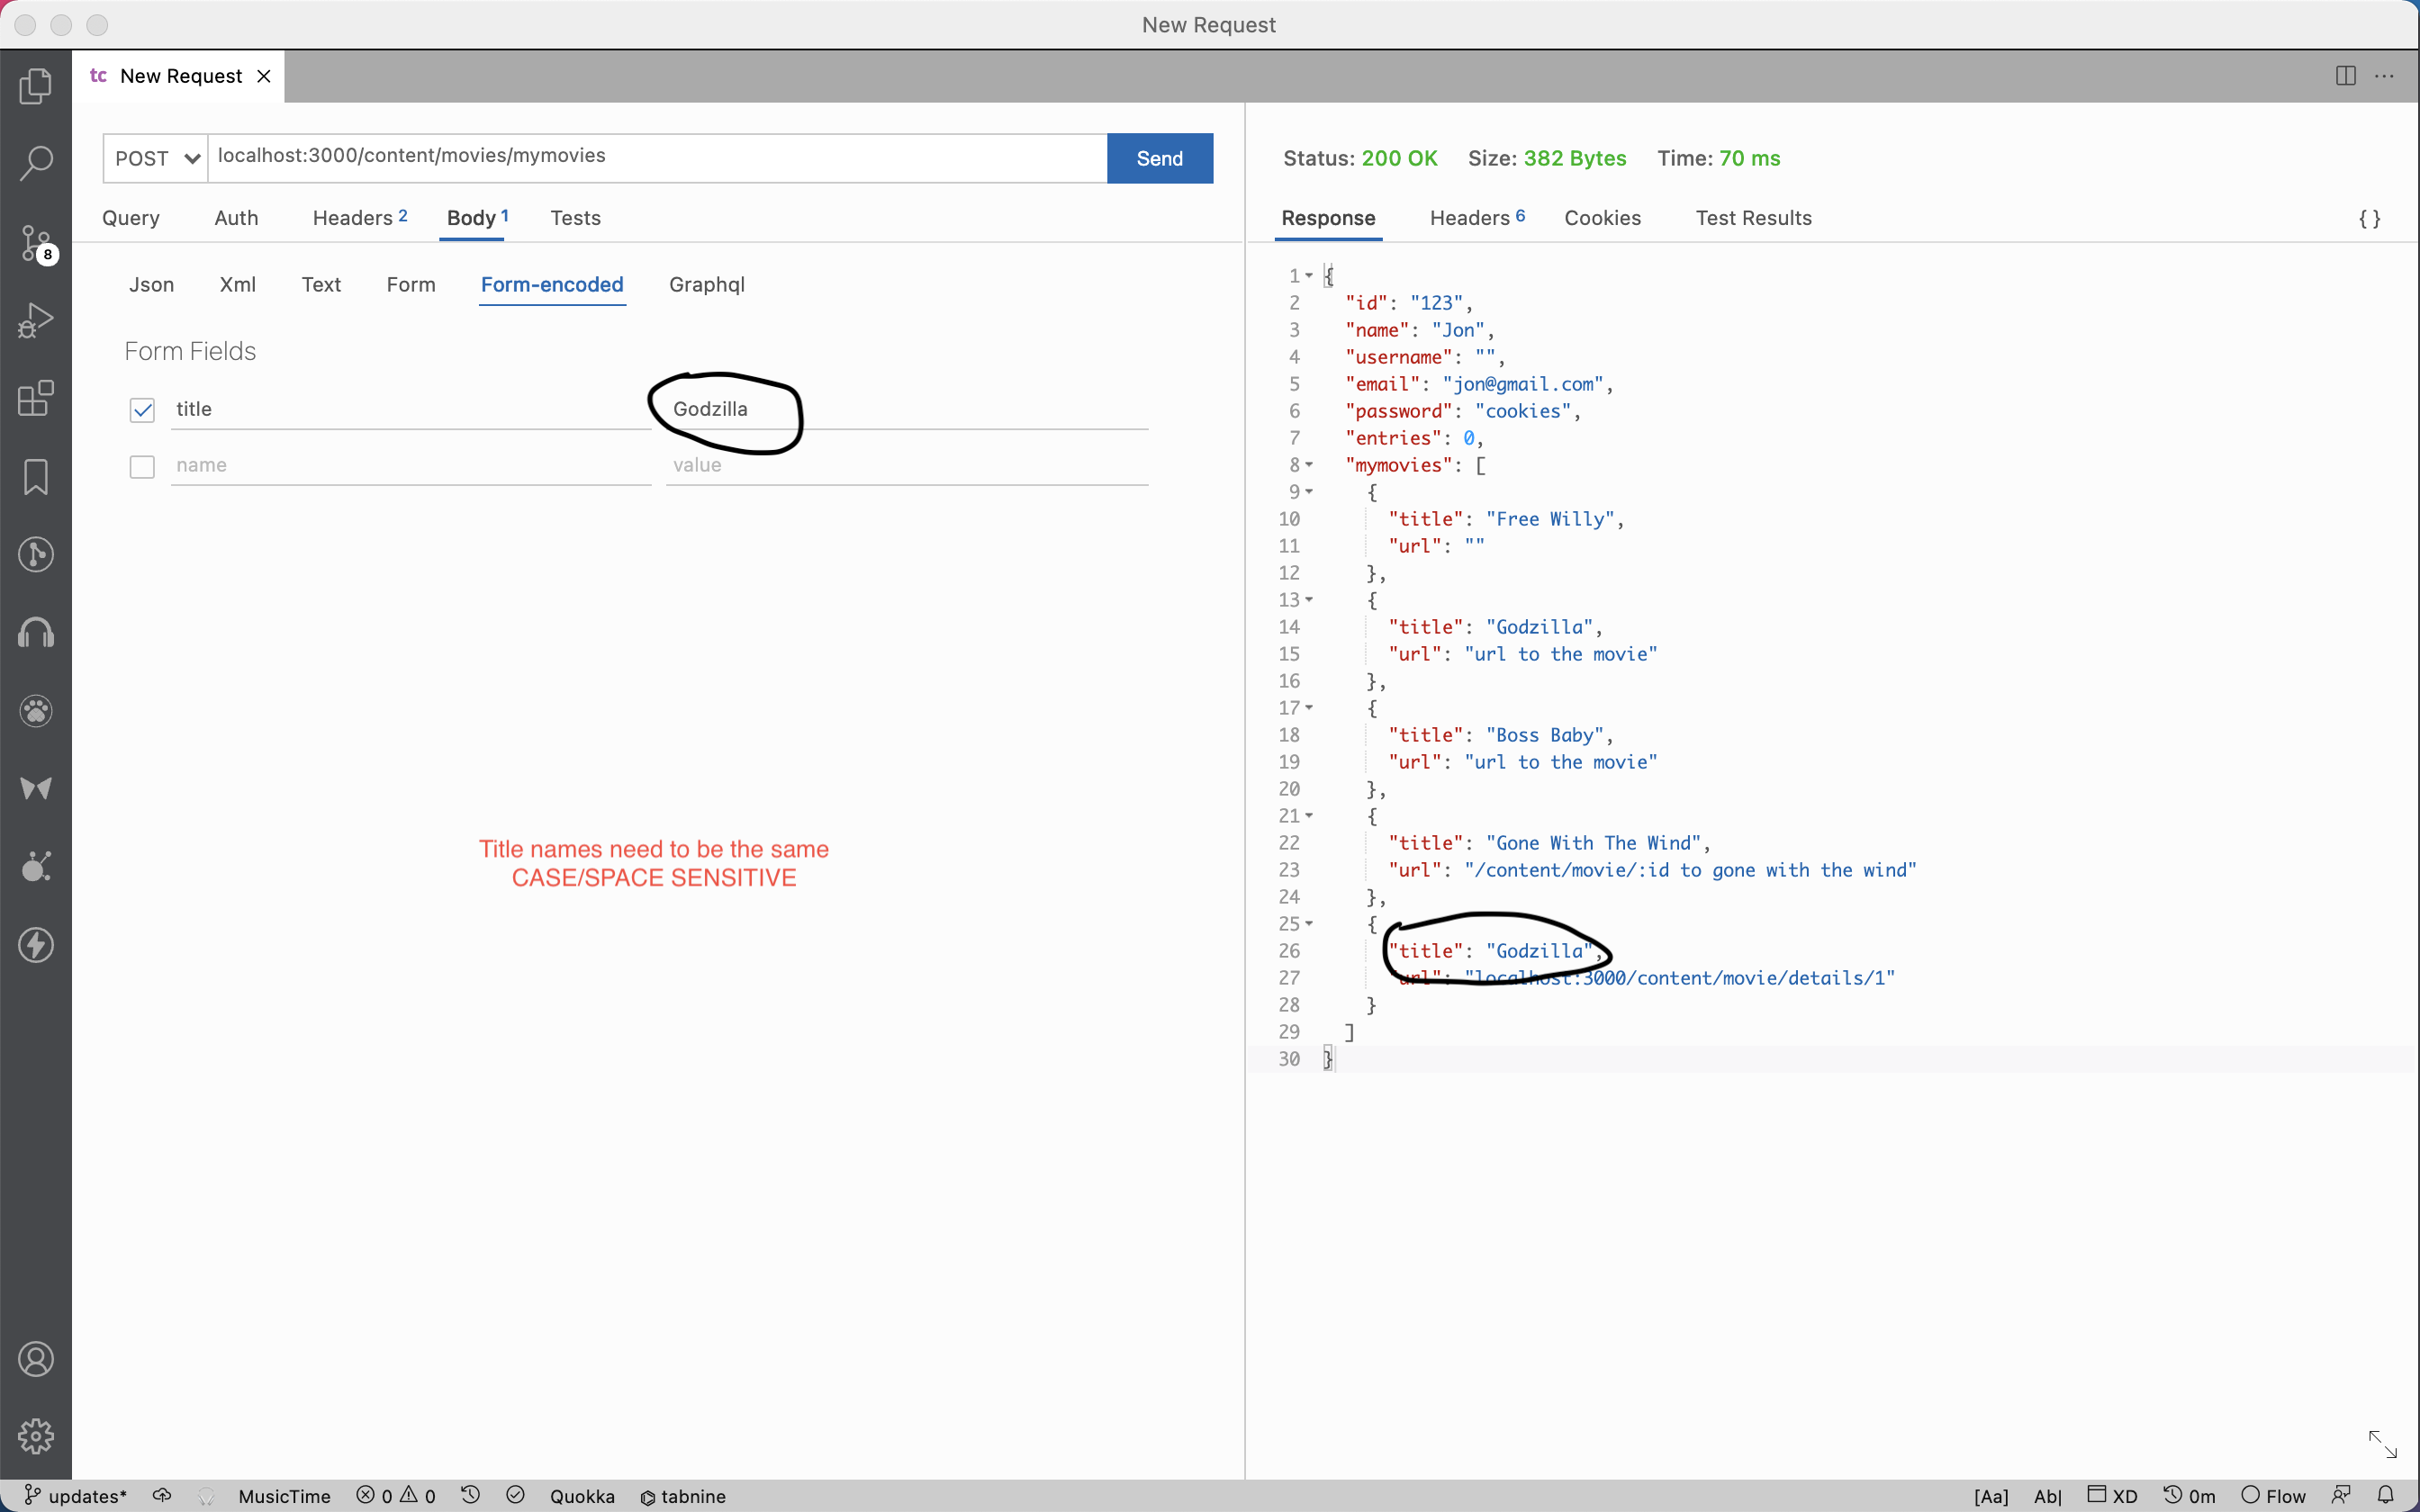 New Request
tc New Request
POST localhost:3000/content/movies/mymovies Send
Query Auth Headers 2 Body 1 Tests
Json Xml Text Form Form-encoded Graphql
Form Fields
title Godzilla
name value
Title names need to be the same
CASE/SPACE SENSITIVE
8
Status: 200 OK Size: 382 Bytes Time: 70 ms
Response Headers 6 Cookies Test Results { }
1 {
2 "id": "123",
3 "name": "Jon",
4 "username": "",
5 "email": "jon@gmail.com",
6 "password": "cookies",
7 "entries": 0,
8 "mymovies": [
9 {
10 "title": "Free Willy",
11 "url": ""
12 },
13 {
14 "title": "Godzilla",
15 "url": "url to the movie"
16 },
17 {
18 "title": "Boss Baby",
19 "url": "url to the movie"
20 },
21 {
22 "title": "Gone With The Wind",
23 "url": "/content/movie/:id to gone with the wind"
24 },
25 {
26 "title": "Godzilla",
27 "url": "localhost:3000/content/movie/details/1"
28 }
29 ]
30 }
updates* MusicTime 0 0 Quokka tabnine [Aa] Ab| XD 0m Flow